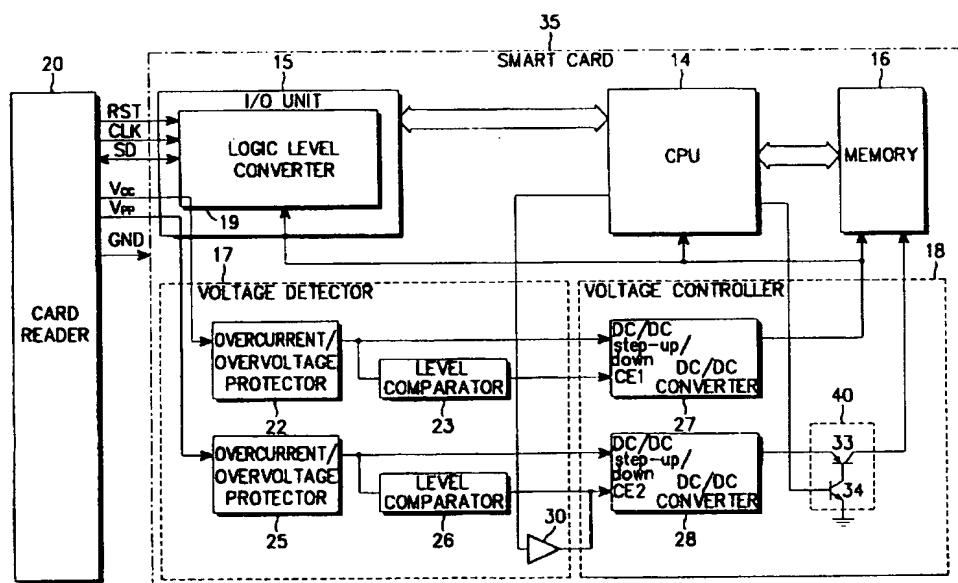 35
SMART CARD
20
15
14
16
I/O UNIT
RST
CLK
SD
LOGIC LEVEL
CONVERTER
CPU
MEMORY
VCC
VPP
19
GND
17
18
VOLTAGE DETECTOR
VOLTAGE CONTROLLER
CARD
READER
OVERCURRENT/
OVERVOLTAGE
PROTECTOR
22
LEVEL
COMPARATOR
23
DC/DC
step-up/
down
CE1
DC/DC
CONVERTER
27
40
OVERCURRENT/
OVERVOLTAGE
PROTECTOR
25
LEVEL
COMPARATOR
26
DC/DC
step-up/
down
CE2
DC/DC
CONVERTER
28
33
34
30